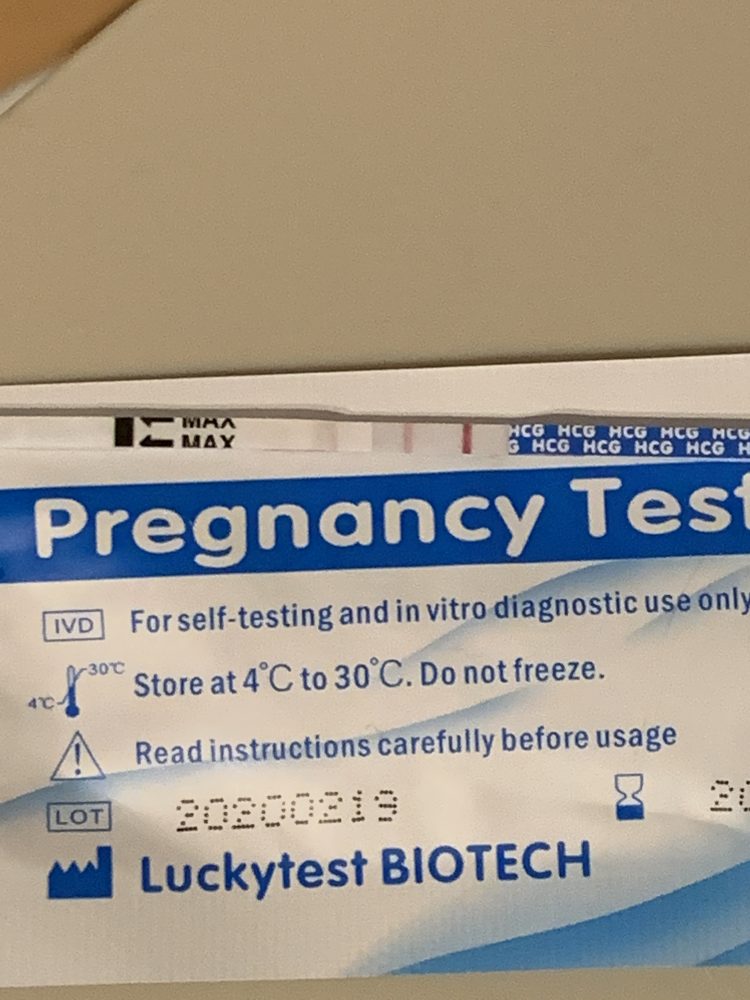 MAX
MAX
HCG HCG HCG HCG HCG
G HCG HCG HCG HCG H
Pregnancy Test
IVD For self-testing and in vitro diagnostic use only
30°C
4°C
Store at 4°C to 30°C. Do not freeze.
Read instructions carefully before usage
LOT 20200219 20
Luckytest BIOTECH